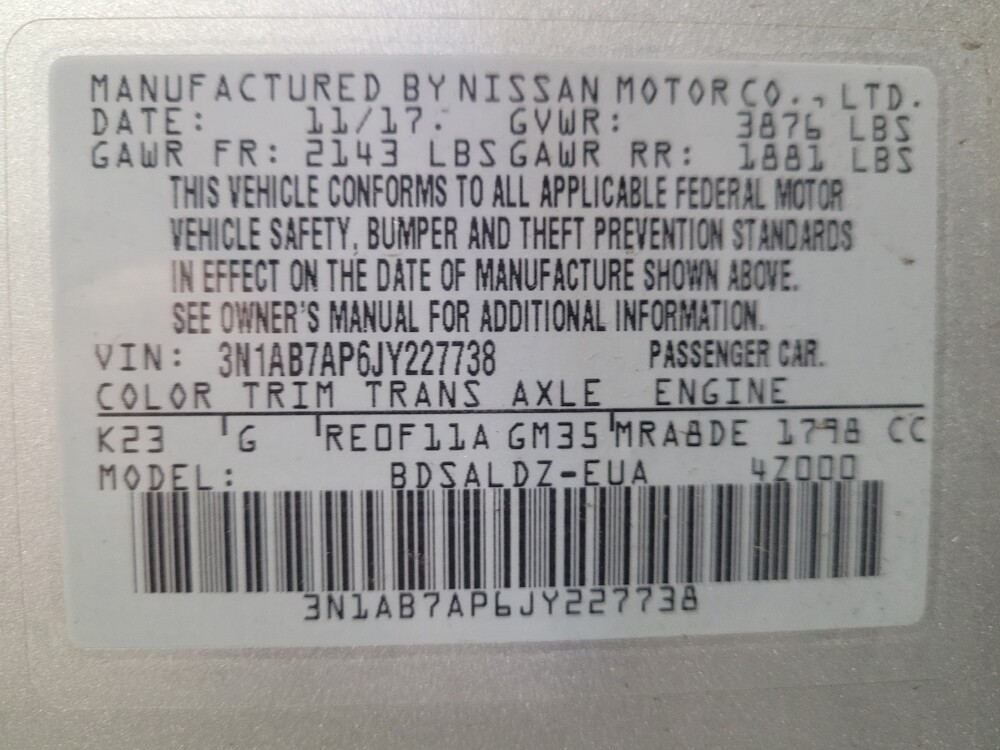 MANUFACTURED BY NISSAN MOTOR CO., LTD.
DATE: 11/17. GVWR: 3876 LBS
GAWR FR: 2143 LBS GAWR RR: 1881 LBS
THIS VEHICLE CONFORMS TO ALL APPLICABLE FEDERAL MOTOR
VEHICLE SAFETY, BUMPER AND THEFT PREVENTION STANDARDS
IN EFFECT ON THE DATE OF MANUFACTURE SHOWN ABOVE.
SEE OWNER'S MANUAL FOR ADDITIONAL INFORMATION.
VIN: 3N1AB7AP6JY227738 PASSENGER CAR.
COLOR TRIM TRANS AXLE ENGINE
K23 G RE0F11A GM35 MRA8DE 1798 CC
MODEL: BDSALDZ-EUA 4Z000
3N1AB7AP6JY227738